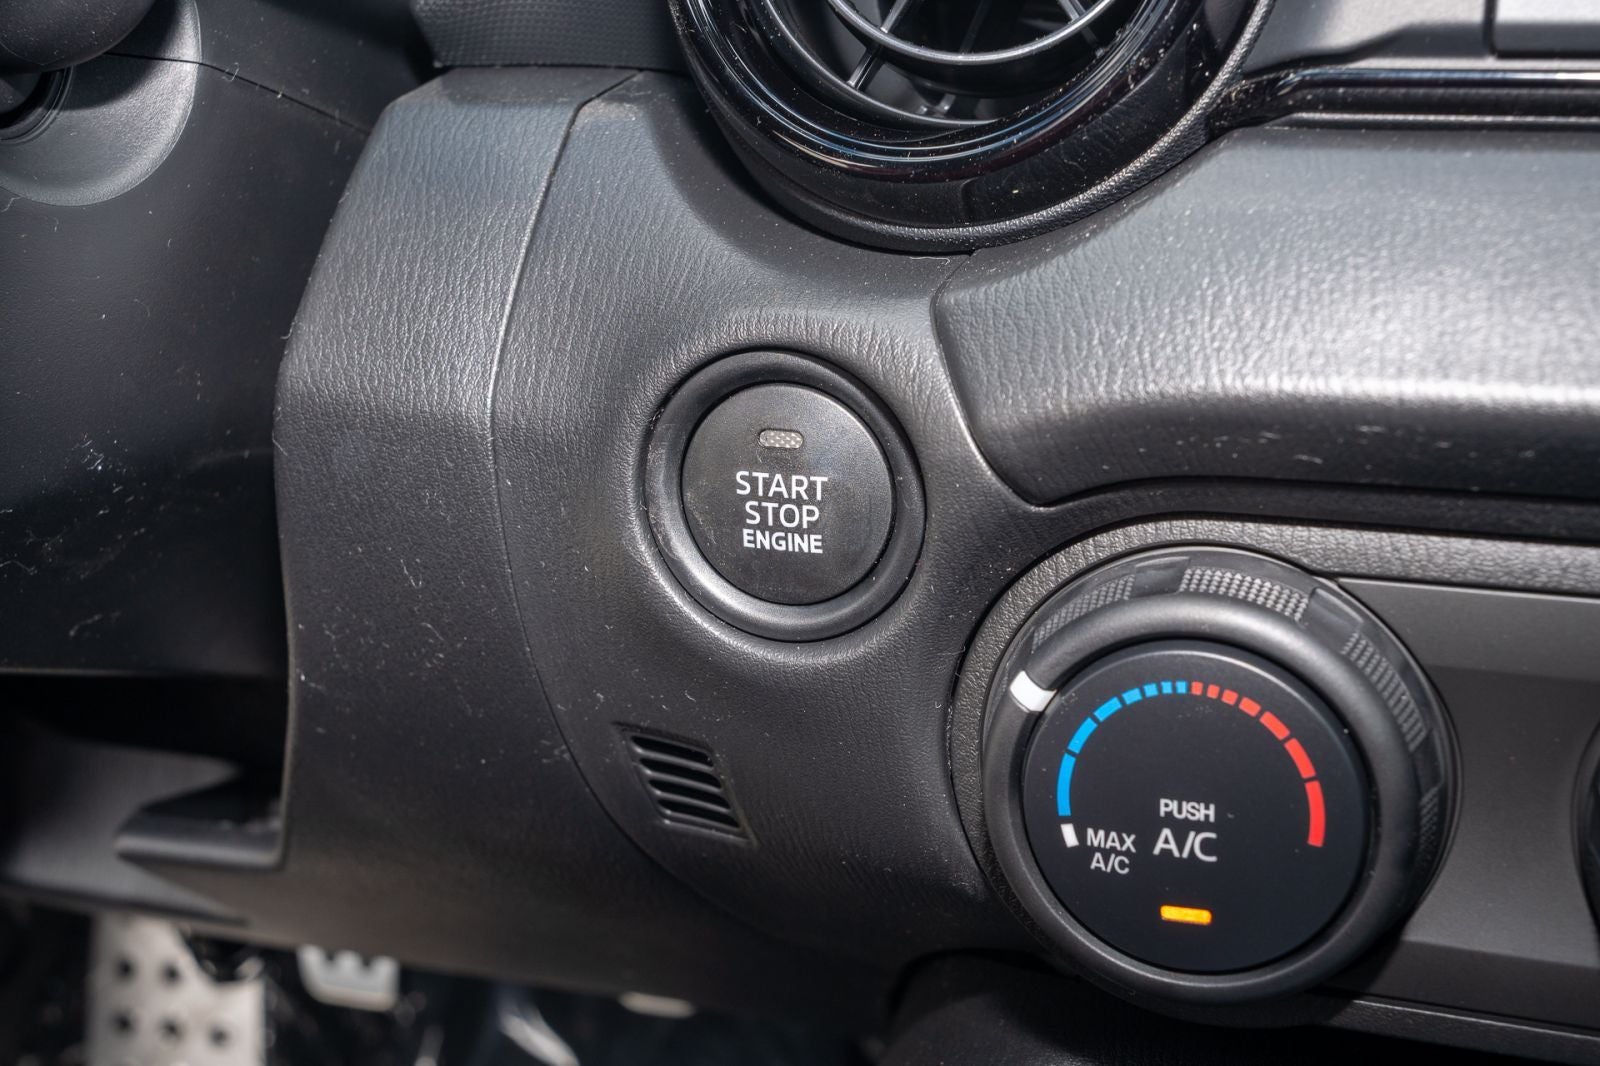 START
STOP
ENGINE
PUSH
A/C
MAX
A/C